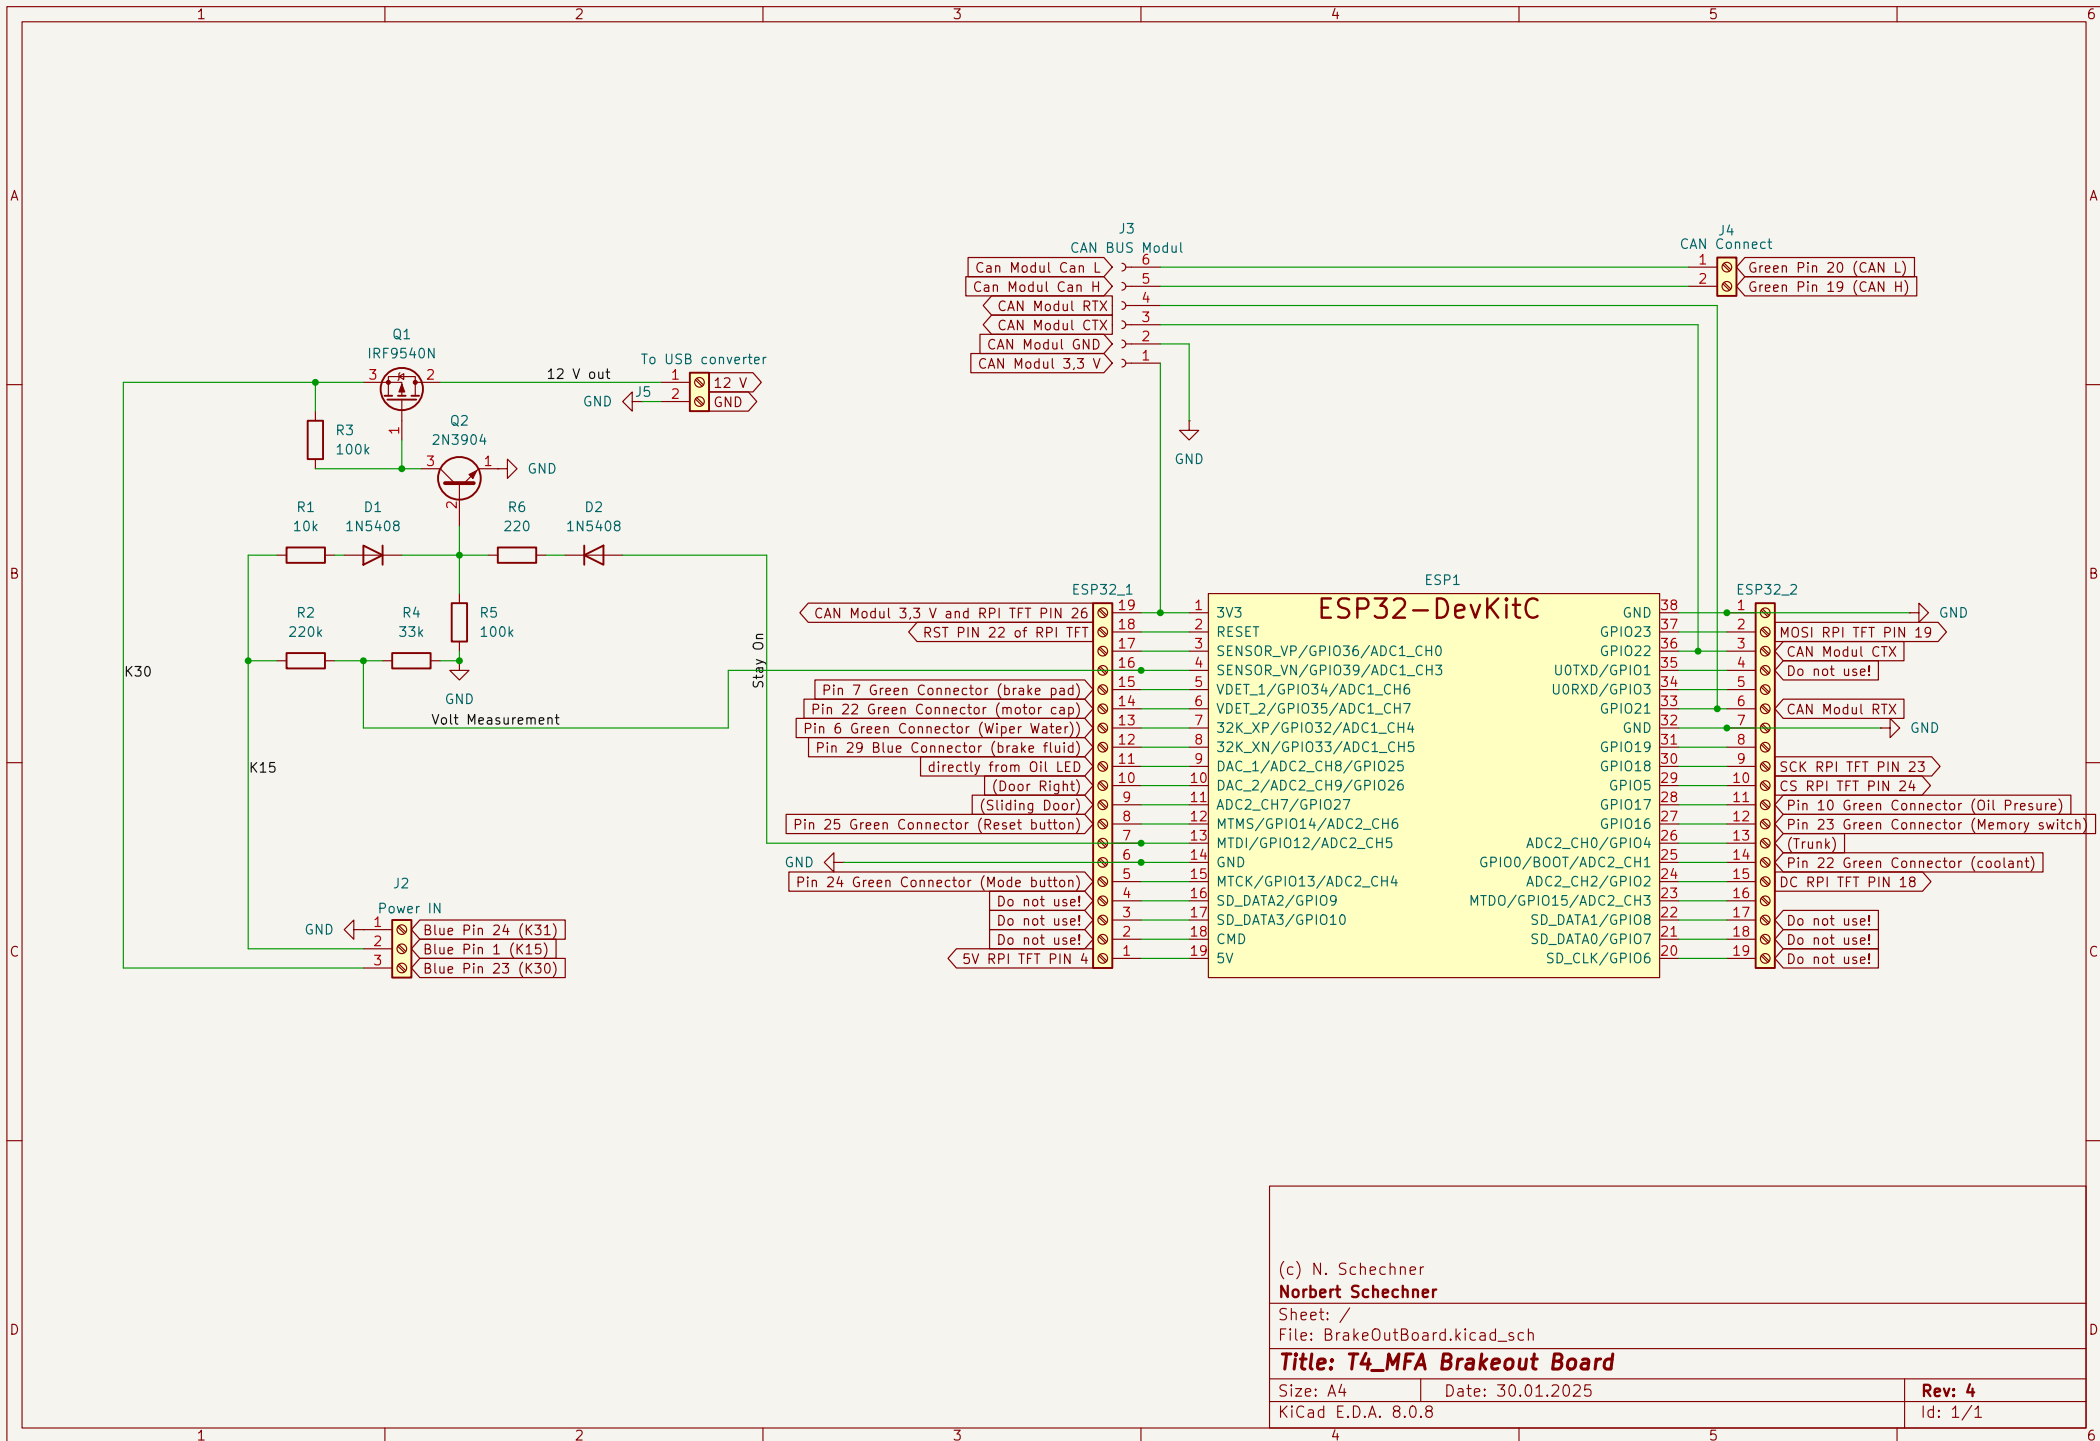 1 2 3 4 5 6
A A
B B
C C
D D
1 2 3 4 5 6
J3
CAN BUS Modul
Can Modul Can L 6
Can Modul Can H 5
CAN Modul RTX 4
CAN Modul CTX 3
CAN Modul GND 2
CAN Modul 3,3 V 1
GND
J4
CAN Connect
1 Green Pin 20 (CAN L)
2 Green Pin 19 (CAN H)
Q1
IRF9540N
3 2
1
12 V out
To USB converter
J5
1 12 V
GND 2 GND
R3
100k
Q2
2N3904
3 1 GND
2
R1
10k
D1
1N5408
R6
220
D2
1N5408
R2
220k
R4
33k
R5
100k
GND
K30
K15
Volt Measurement
Stay On
J2
Power IN
GND 1 Blue Pin 24 (K31)
2 Blue Pin 1 (K15)
3 Blue Pin 23 (K30)
ESP32_1
CAN Modul 3,3 V and RPI TFT PIN 26 19
RST PIN 22 of RPI TFT 18
17
16
Pin 7 Green Connector (brake pad) 15
Pin 22 Green Connector (motor cap) 14
Pin 6 Green Connector (Wiper Water)) 13
Pin 29 Blue Connector (brake fluid) 12
directly from Oil LED 11
(Door Right) 10
(Sliding Door) 9
Pin 25 Green Connector (Reset button) 8
7
GND 6
Pin 24 Green Connector (Mode button) 5
Do not use! 4
Do not use! 3
Do not use! 2
5V RPI TFT PIN 4 1
ESP1
ESP32-DevKitC
1 3V3
2 RESET
3 SENSOR_VP/GPIO36/ADC1_CH0
4 SENSOR_VN/GPIO39/ADC1_CH3
5 VDET_1/GPIO34/ADC1_CH6
6 VDET_2/GPIO35/ADC1_CH7
7 32K_XP/GPIO32/ADC1_CH4
8 32K_XN/GPIO33/ADC1_CH5
9 DAC_1/ADC2_CH8/GPIO25
10 DAC_2/ADC2_CH9/GPIO26
11 ADC2_CH7/GPIO27
12 MTMS/GPIO14/ADC2_CH6
13 MTDI/GPIO12/ADC2_CH5
14 GND
15 MTCK/GPIO13/ADC2_CH4
16 SD_DATA2/GPIO9
17 SD_DATA3/GPIO10
18 CMD
19 5V
GND 38
GPIO23 37
GPIO22 36
U0TXD/GPIO1 35
U0RXD/GPIO3 34
GPIO21 33
GND 32
GPIO19 31
GPIO18 30
GPIO5 29
GPIO17 28
GPIO16 27
ADC2_CH0/GPIO4 26
GPIO0/BOOT/ADC2_CH1 25
ADC2_CH2/GPIO2 24
MTDO/GPIO15/ADC2_CH3 23
SD_DATA1/GPIO8 22
SD_DATA0/GPIO7 21
SD_CLK/GPIO6 20
ESP32_2
1 GND
2 MOSI RPI TFT PIN 19
3 CAN Modul CTX
4 Do not use!
5
6 CAN Modul RTX
7 GND
8
9 SCK RPI TFT PIN 23
10 CS RPI TFT PIN 24
11 Pin 10 Green Connector (Oil Presure)
12 Pin 23 Green Connector (Memory switch)
13 (Trunk)
14 Pin 22 Green Connector (coolant)
15 DC RPI TFT PIN 18
16
17 Do not use!
18 Do not use!
19 Do not use!
(c) N. Schechner
Norbert Schechner
Sheet: /
File: BrakeOutBoard.kicad_sch
Title: T4_MFA Brakeout Board
Size: A4 Date: 30.01.2025 Rev: 4
KiCad E.D.A. 8.0.8 Id: 1/1